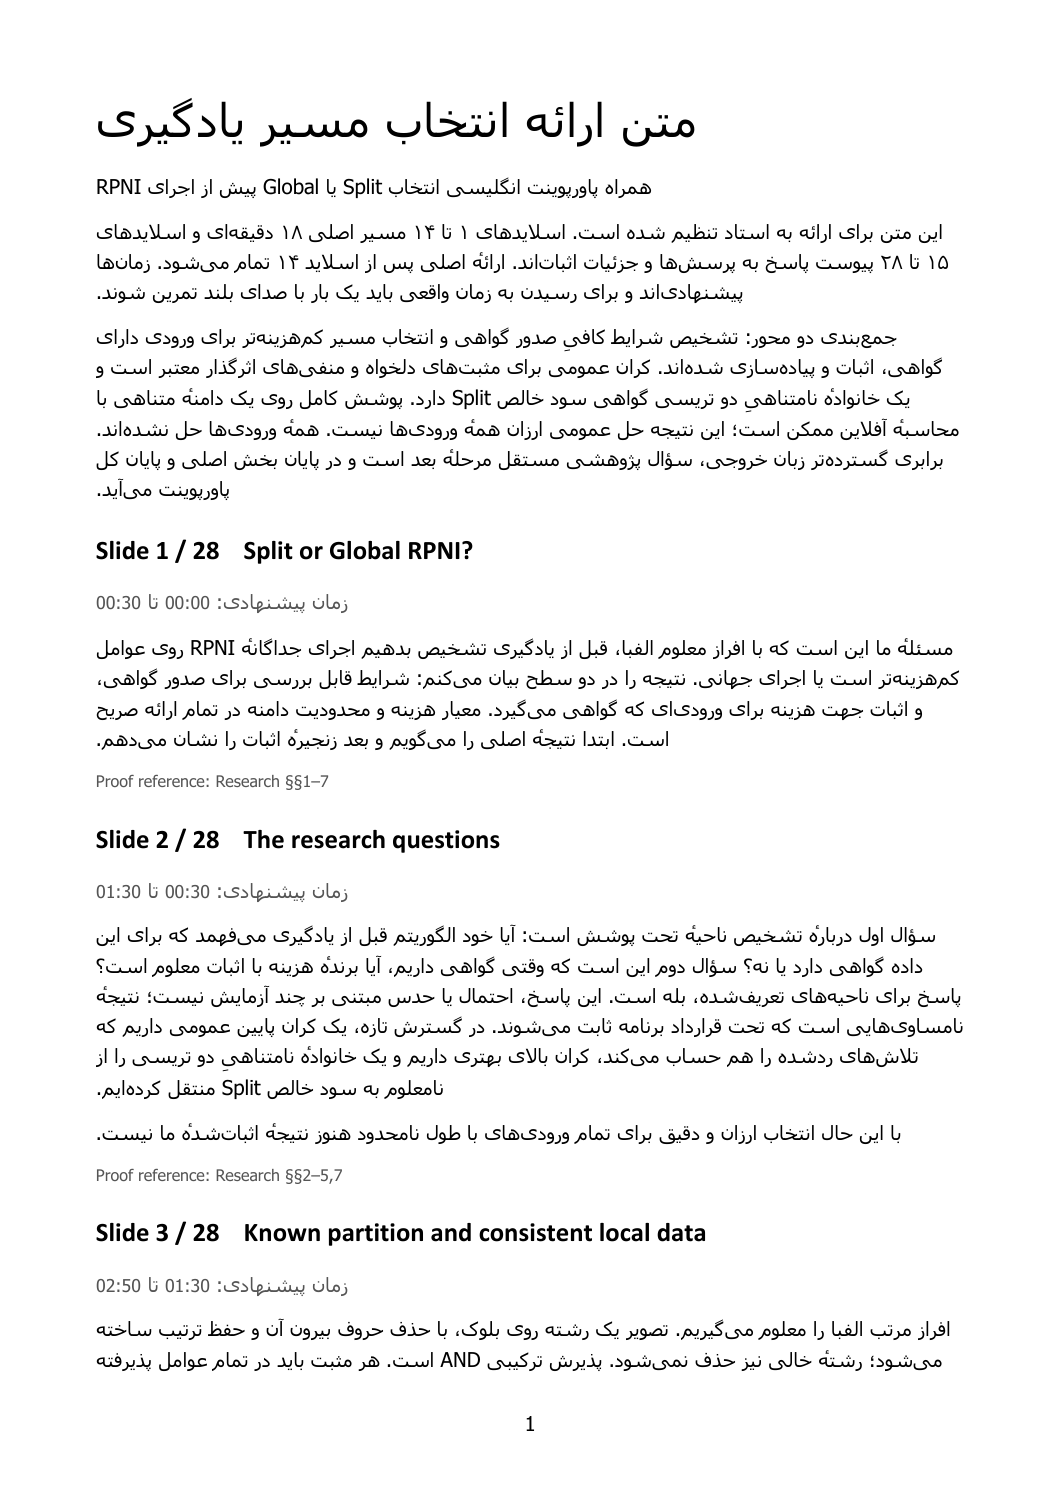 متن ارائه انتخاب مسیر یادگیری
همراه پاورپوینت انگلیسی انتخاب Split یا Global پیش از اجرای RPNI
این متن برای ارائه به استاد تنظیم شده است. اسلایدهای ۱ تا ۱۴ مسیر اصلی ۱۸ دقیقه‌ای و اسلایدهای
۱۵ تا ۲۸ پیوست پاسخ به پرسش‌ها و جزئیات اثبات‌اند. ارائهٔ اصلی پس از اسلاید ۱۴ تمام می‌شود. زمان‌ها
پیشنهادی‌اند و برای رسیدن به زمان واقعی باید یک بار با صدای بلند تمرین شوند.
جمع‌بندی دو محور: تشخیص شرایط کافیِ صدور گواهی و انتخاب مسیر کم‌هزینه‌تر برای ورودی دارای
گواهی، اثبات و پیاده‌سازی شده‌اند. کران عمومی برای مثبت‌های دلخواه و منفی‌های اثرگذار معتبر است و
یک خانوادهٔ نامتناهیِ دو تریسی گواهی سود خالص Split دارد. پوشش کامل روی یک دامنهٔ متناهی با
محاسبهٔ آفلاین ممکن است؛ این نتیجه حل عمومی ارزان همهٔ ورودی‌ها نیست. همهٔ ورودی‌ها حل نشده‌اند.
برابری گسترده‌تر زبان خروجی، سؤال پژوهشی مستقل مرحلهٔ بعد است و در پایان بخش اصلی و پایان کل
پاورپوینت می‌آید.
Slide 1 / 28 Split or Global RPNI?
زمان پیشنهادی: 00:00 تا 00:30
مسئلهٔ ما این است که با افراز معلوم الفبا، قبل از یادگیری تشخیص بدهیم اجرای جداگانهٔ RPNI روی عوامل
کم‌هزینه‌تر است یا اجرای جهانی. نتیجه را در دو سطح بیان می‌کنم: شرایط قابل بررسی برای صدور گواهی،
و اثبات جهت هزینه برای ورودی‌ای که گواهی می‌گیرد. معیار هزینه و محدودیت دامنه در تمام ارائه صریح
است. ابتدا نتیجهٔ اصلی را می‌گویم و بعد زنجیرهٔ اثبات را نشان می‌دهم.
Proof reference: Research §§1–7
Slide 2 / 28 The research questions
زمان پیشنهادی: 00:30 تا 01:30
سؤال اول دربارهٔ تشخیص ناحیهٔ تحت پوشش است: آیا خود الگوریتم قبل از یادگیری می‌فهمد که برای این
داده گواهی دارد یا نه؟ سؤال دوم این است که وقتی گواهی داریم، آیا برندهٔ هزینه با اثبات معلوم است؟
پاسخ برای ناحیه‌های تعریف‌شده، بله است. این پاسخ، احتمال یا حدس مبتنی بر چند آزمایش نیست؛ نتیجهٔ
نامساوی‌هایی است که تحت قرارداد برنامه ثابت می‌شوند. در گسترش تازه، یک کران پایین عمومی داریم که
تلاش‌های ردشده را هم حساب می‌کند، کران بالای بهتری داریم و یک خانوادهٔ نامتناهیِ دو تریسی را از
نامعلوم به سود خالص Split منتقل کرده‌ایم.
با این حال انتخاب ارزان و دقیق برای تمام ورودی‌های با طول نامحدود هنوز نتیجهٔ اثبات‌شدهٔ ما نیست.
Proof reference: Research §§2–5,7
Slide 3 / 28 Known partition and consistent local data
زمان پیشنهادی: 01:30 تا 02:50
افراز مرتب الفبا را معلوم می‌گیریم. تصویر یک رشته روی بلوک، با حذف حروف بیرون آن و حفظ ترتیب ساخته
می‌شود؛ رشتهٔ خالی نیز حذف نمی‌شود. پذیرش ترکیبی AND است. هر مثبت باید در تمام عوامل پذیرفته
1